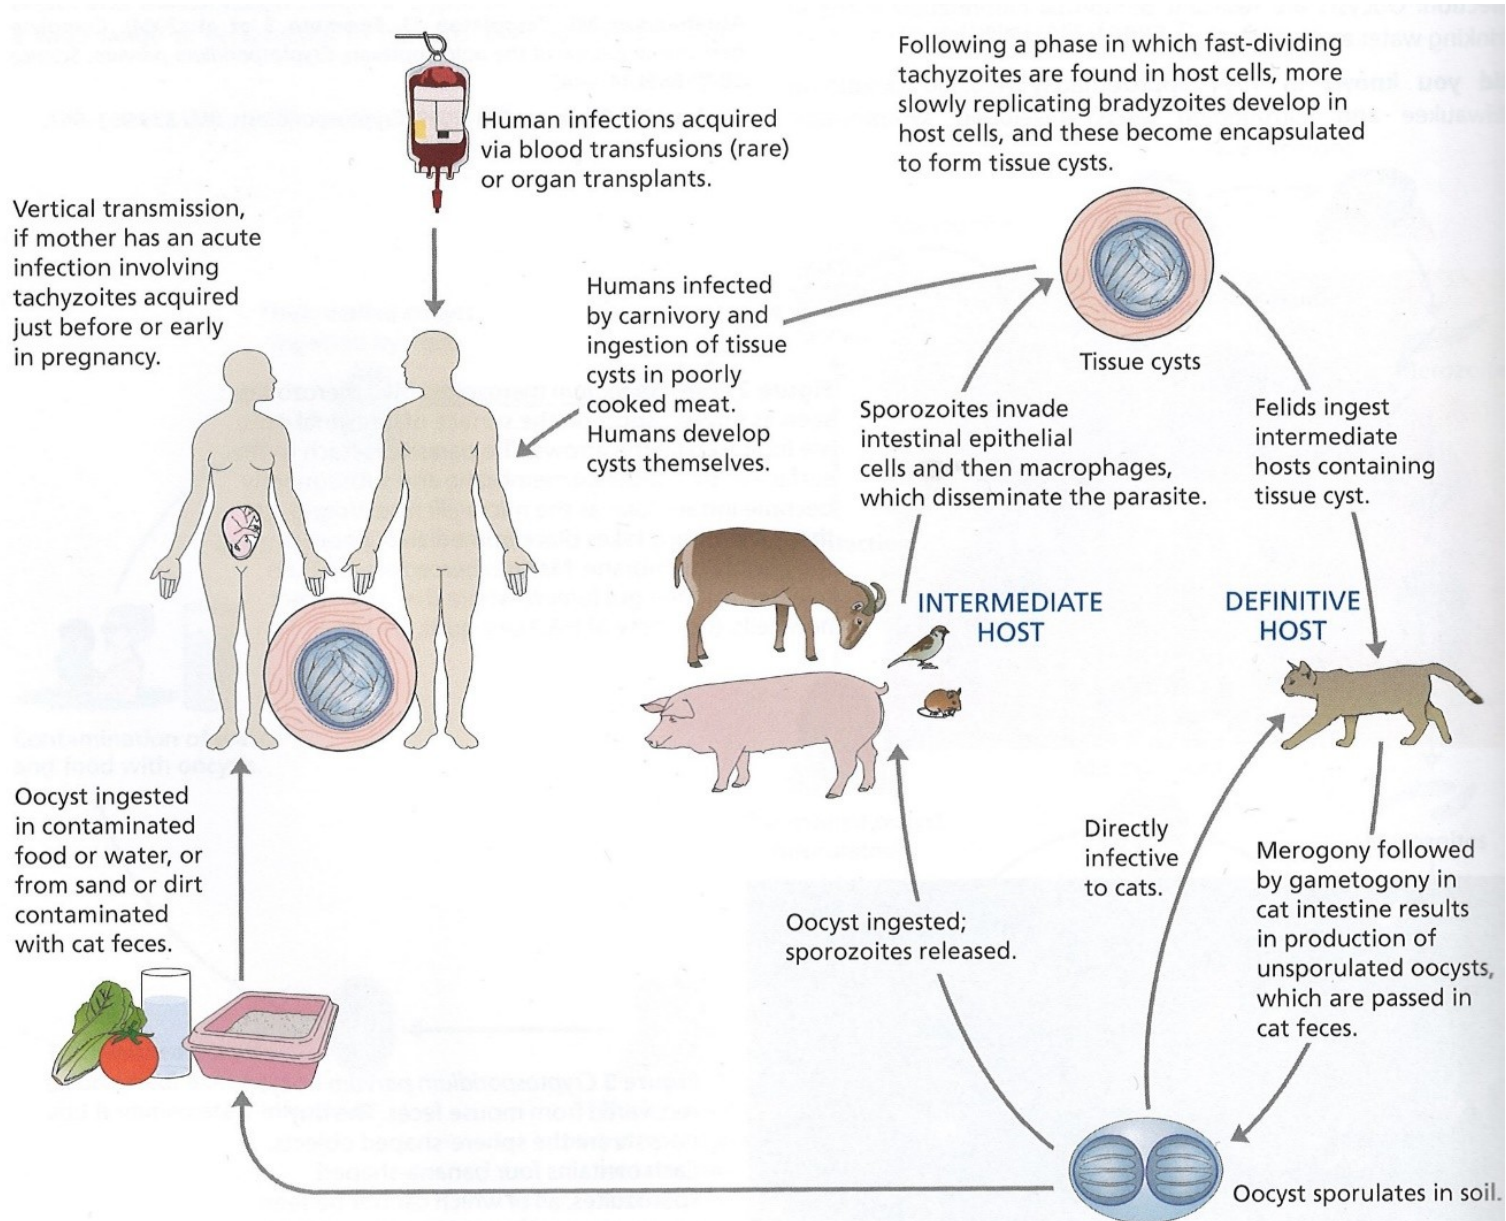 Following a phase in which fast-dividing
tachyzoites are found in host cells, more
slowly replicating bradyzoites develop in
host cells, and these become encapsulated
to form tissue cysts.
Human infections acquired
via blood transfusions (rare)
or organ transplants.
Vertical transmission,
if mother has an acute
infection involving
tachyzoites acquired
just before or early
in pregnancy.
Humans infected
by carnivory and
ingestion of tissue
cysts in poorly
cooked meat.
Humans develop
cysts themselves.
Tissue cysts
Sporozoites invade
intestinal epithelial
cells and then macrophages,
which disseminate the parasite.
Felids ingest
intermediate
hosts containing
tissue cyst.
INTERMEDIATE
HOST
DEFINITIVE
HOST
Oocyst ingested
in contaminated
food or water, or
from sand or dirt
contaminated
with cat feces.
Oocyst ingested;
sporozoites released.
Directly
infective
to cats.
Merogony followed
by gametogony in
cat intestine results
in production of
unsporulated oocysts,
which are passed in
cat feces.
Oocyst sporulates in soil.